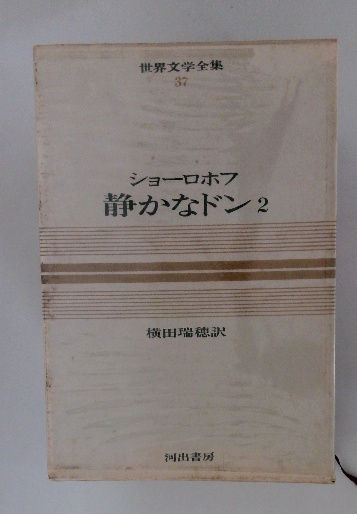 世界文学全集
37
ショーロホフ
静かなドン 2
横田瑞穂訳
河出書房